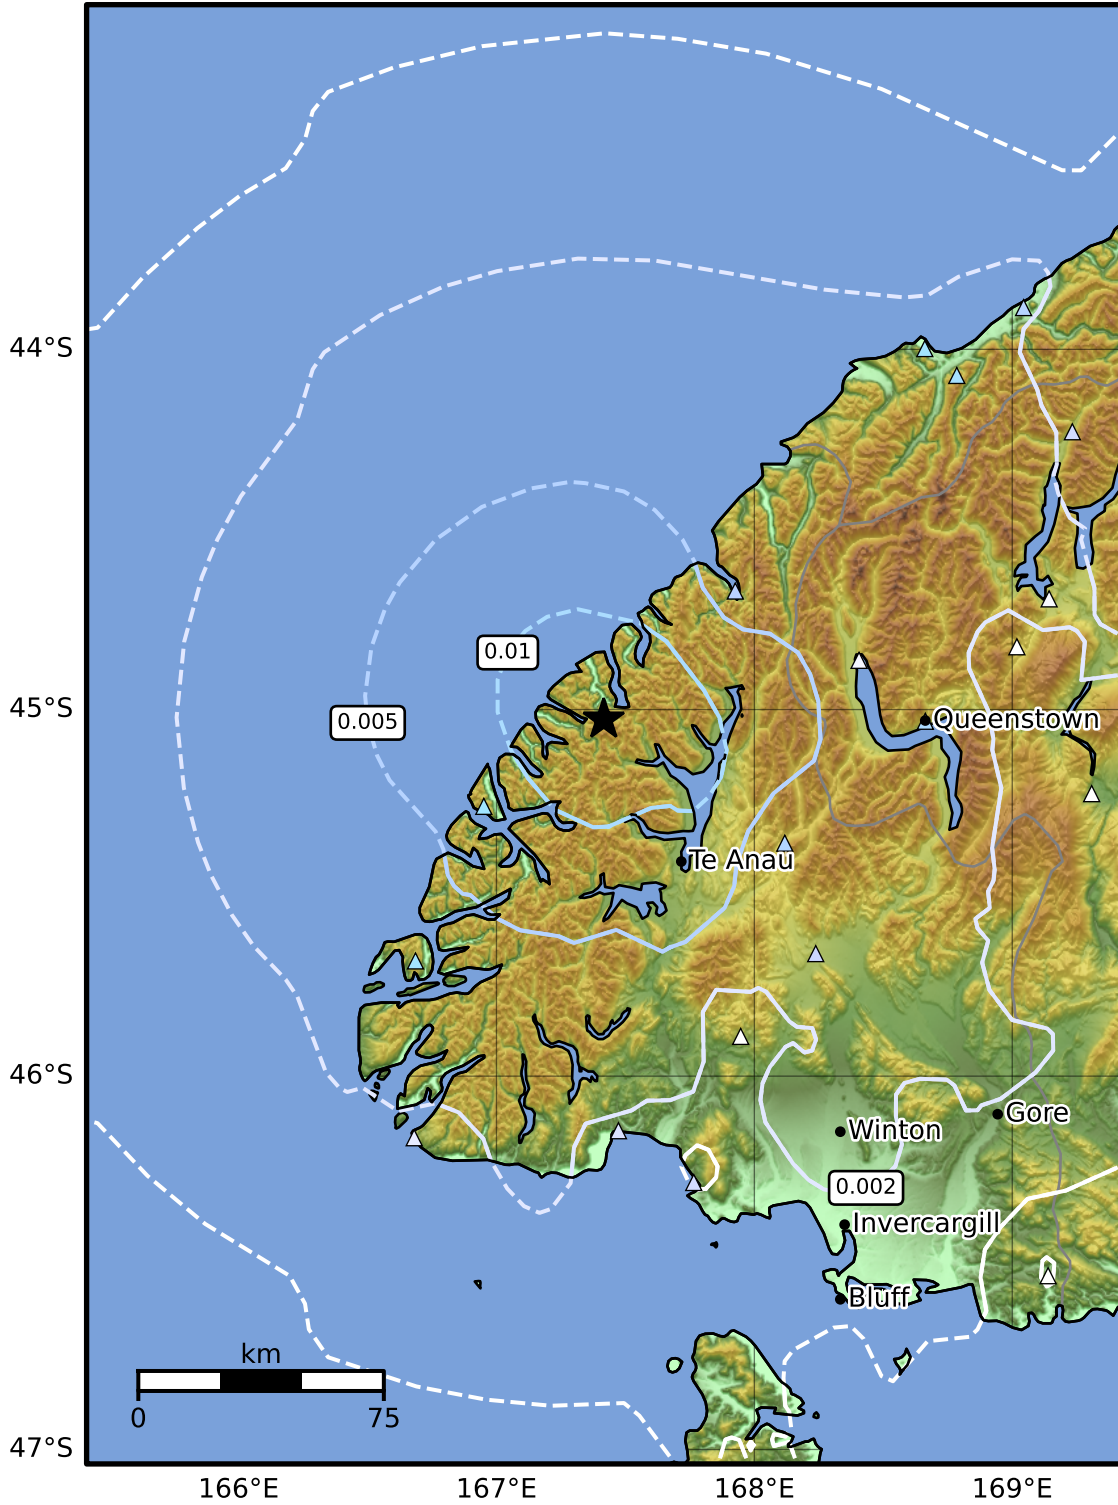 44°S
0.01
0.005
45°S
Queenstown
Te Anau
46°S
Gore
Winton
0.002
Invercargill
Bluff
km
0 75
47°S
166°E 167°E 168°E 169°E